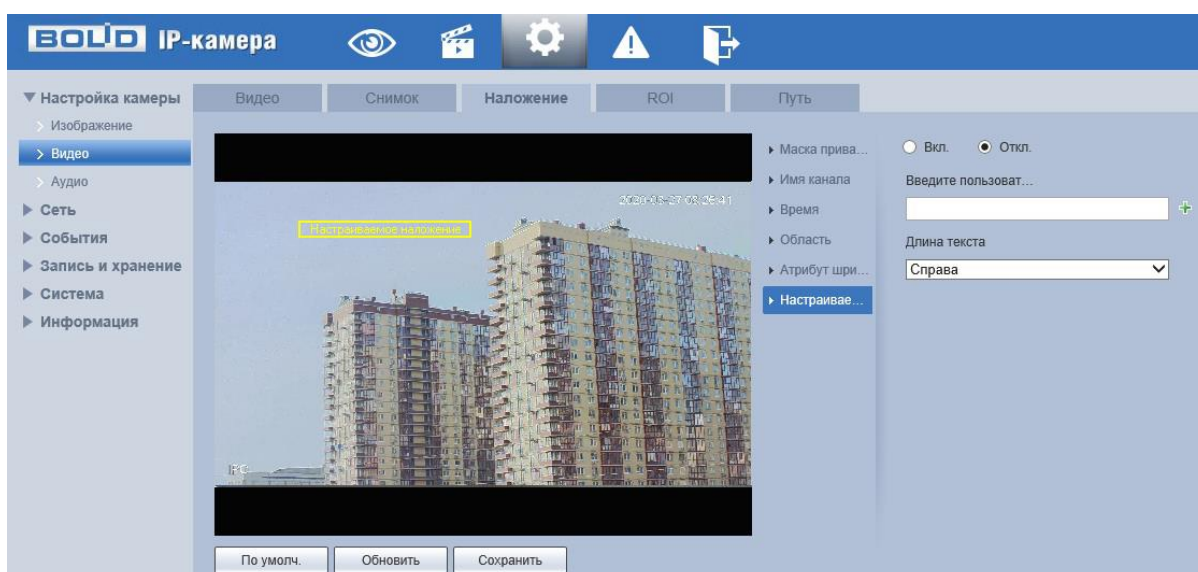 BOLID IP-камера
Настройка камеры
Изображение
Видео
Аудио
Сеть
События
Запись и хранение
Система
Информация
Видео Снимок Наложение ROI Путь
Настраиваемое наложение
IPC
По умолч. Обновить Сохранить
Маска прива...
Имя канала
Время
Область
Атрибут шри...
Настраивае...
Вкл. Откл.
Введите пользоват...
Длина текста
Справа